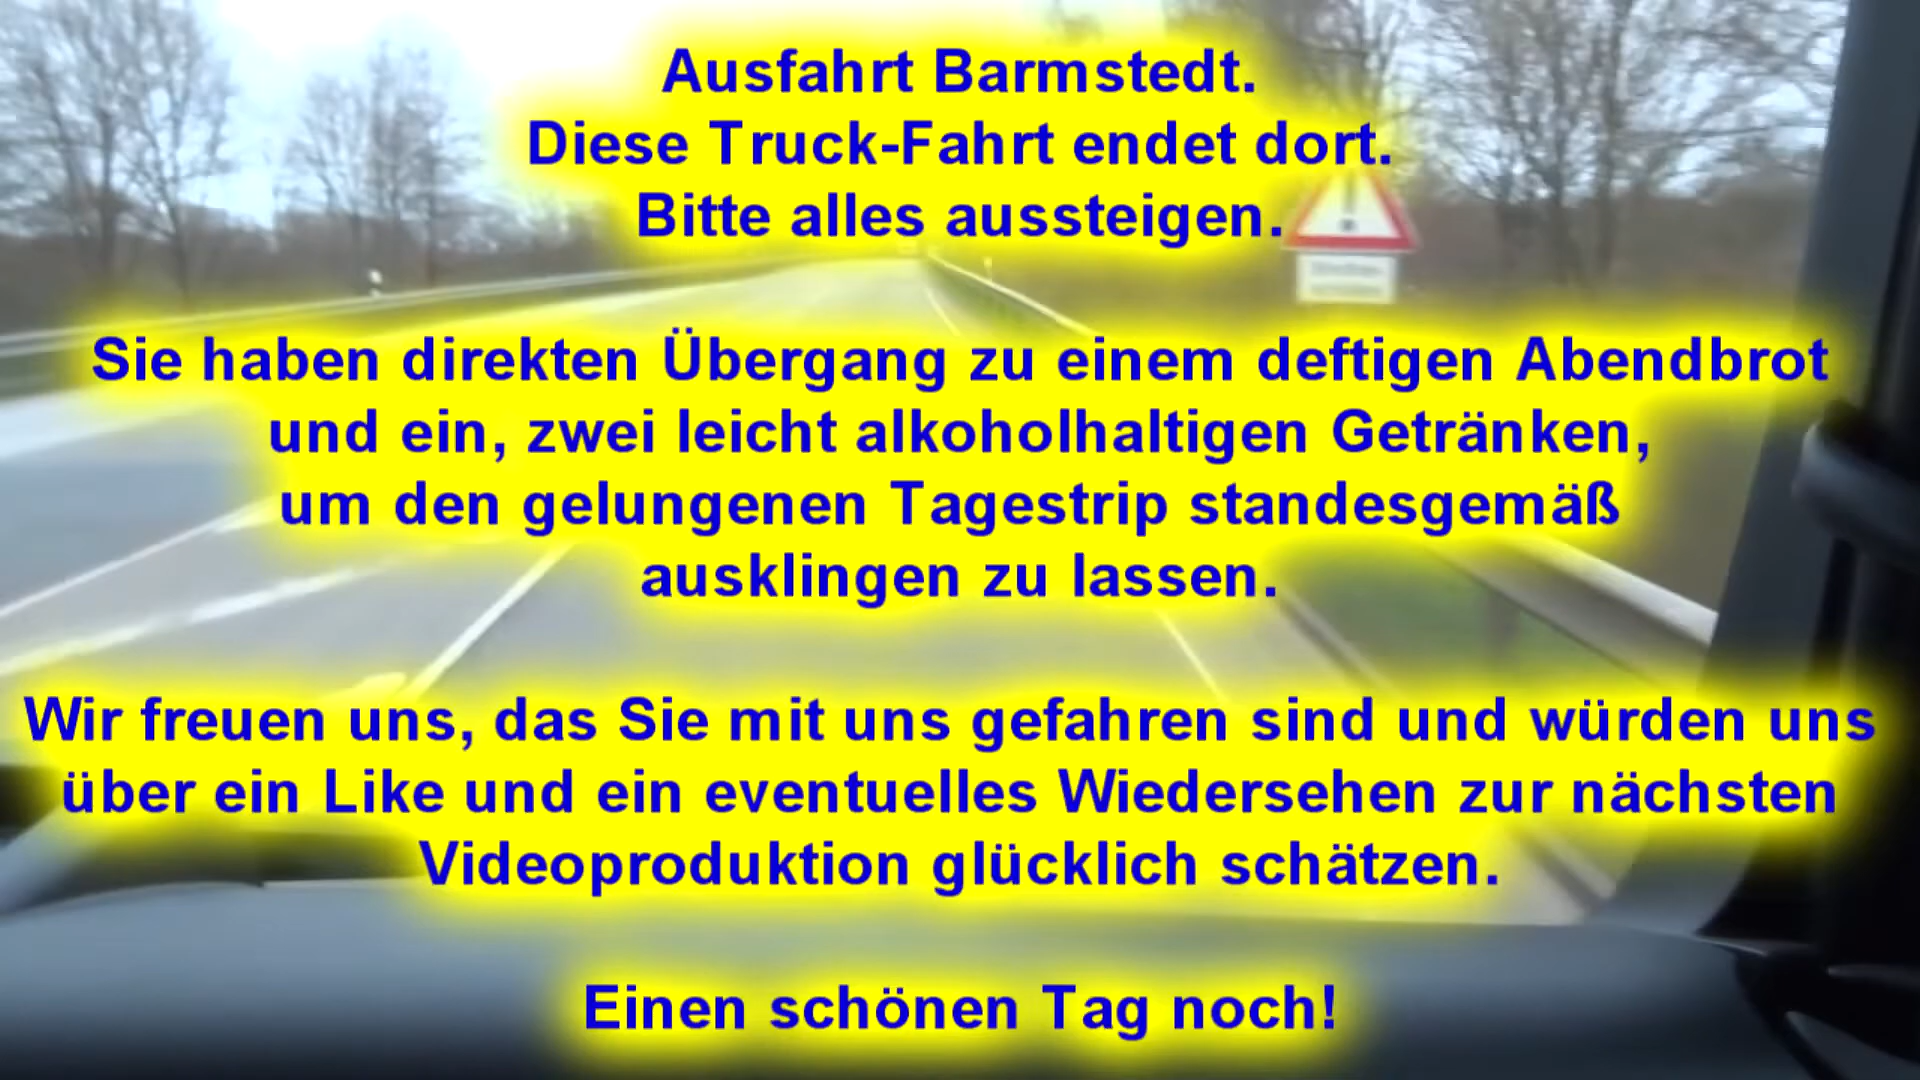 Ausfahrt Barmstedt.
Diese Truck-Fahrt endet dort.
Bitte alles aussteigen.
Sie haben direkten Übergang zu einem deftigen Abendbrot
und ein, zwei leicht alkoholhaltigen Getränken,
um den gelungenen Tagestrip standesgemäß
ausklingen zu lassen.
Wir freuen uns, das Sie mit uns gefahren sind und würden uns
über ein Like und ein eventuelles Wiedersehen zur nächsten
Videoproduktion glücklich schätzen.
Einen schönen Tag noch!